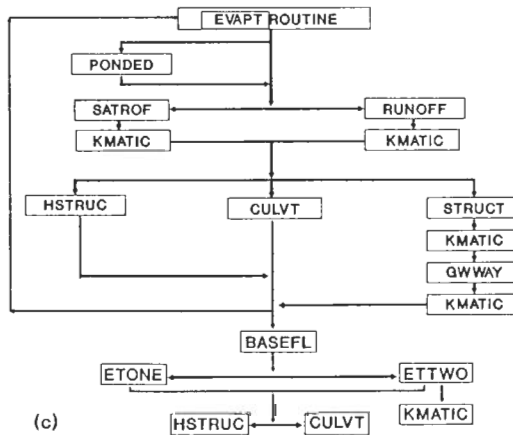 EVAPT ROUTINE
PONDED
SATROF RUNOFF
KMATIC KMATIC
HSTRUC CULVT STRUCT
KMATIC
GWWAY
KMATIC
BASEFL
ETONE ETTWO
KMATIC
(c) HSTRUC CULVT